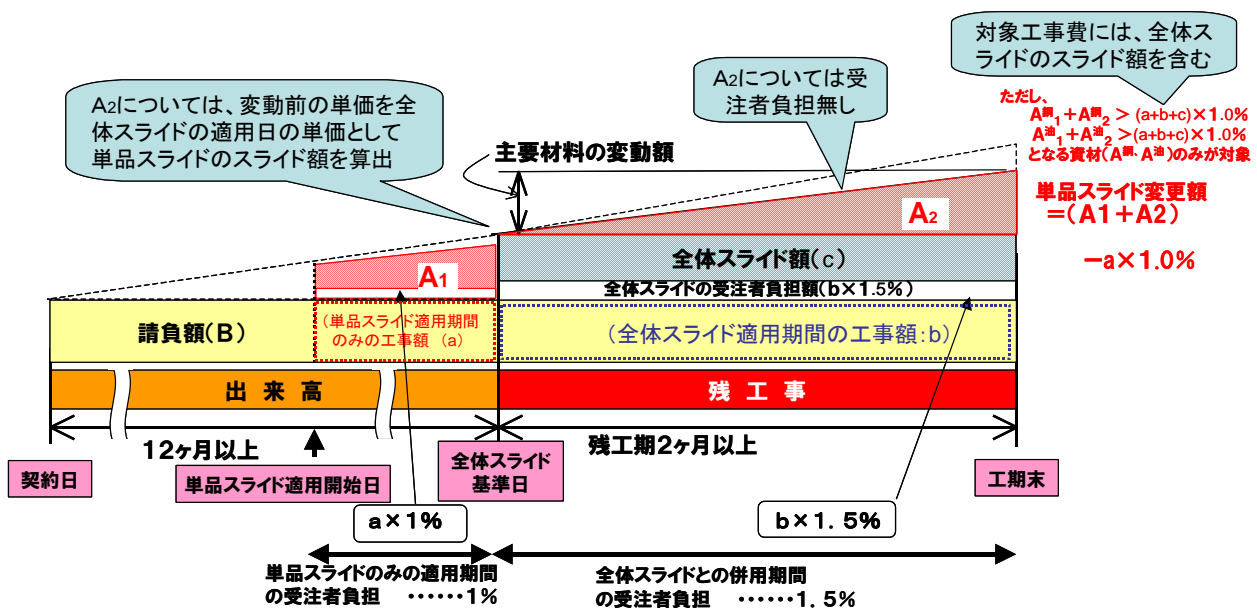 対象工事費には、全体ス
ライドのスライド額を含む
A₂については受
注者負担無し
A₂については、変動前の単価を全
体スライドの適用日の単価として
単品スライドのスライド額を算出
ただし、
A鋼₁+A鋼₂>(a+b+c)×1.0%
A油₁+A油₂>(a+b+c)×1.0%
となる資材(A鋼、A油)のみが対象
主要材料の変動額
単品スライド変更額
=(A1+A2)
-a×1.0%
A₂
A₁
全体スライド額(c)
全体スライドの受注者負担額(b×1.5%)
請負額(B)
(単品スライド適用期間
のみの工事額 (a)
(全体スライド適用期間の工事額:b)
出 来 高
残 工 事
12ヶ月以上
残工期2ヶ月以上
契約日
単品スライド適用開始日
全体スライド
基準日
工期末
a×1%
b×1.5%
単品スライドのみの適用期間
の受注者負担 ‥‥‥1%
全体スライドとの併用期間
の受注者負担 ‥‥‥1.5%